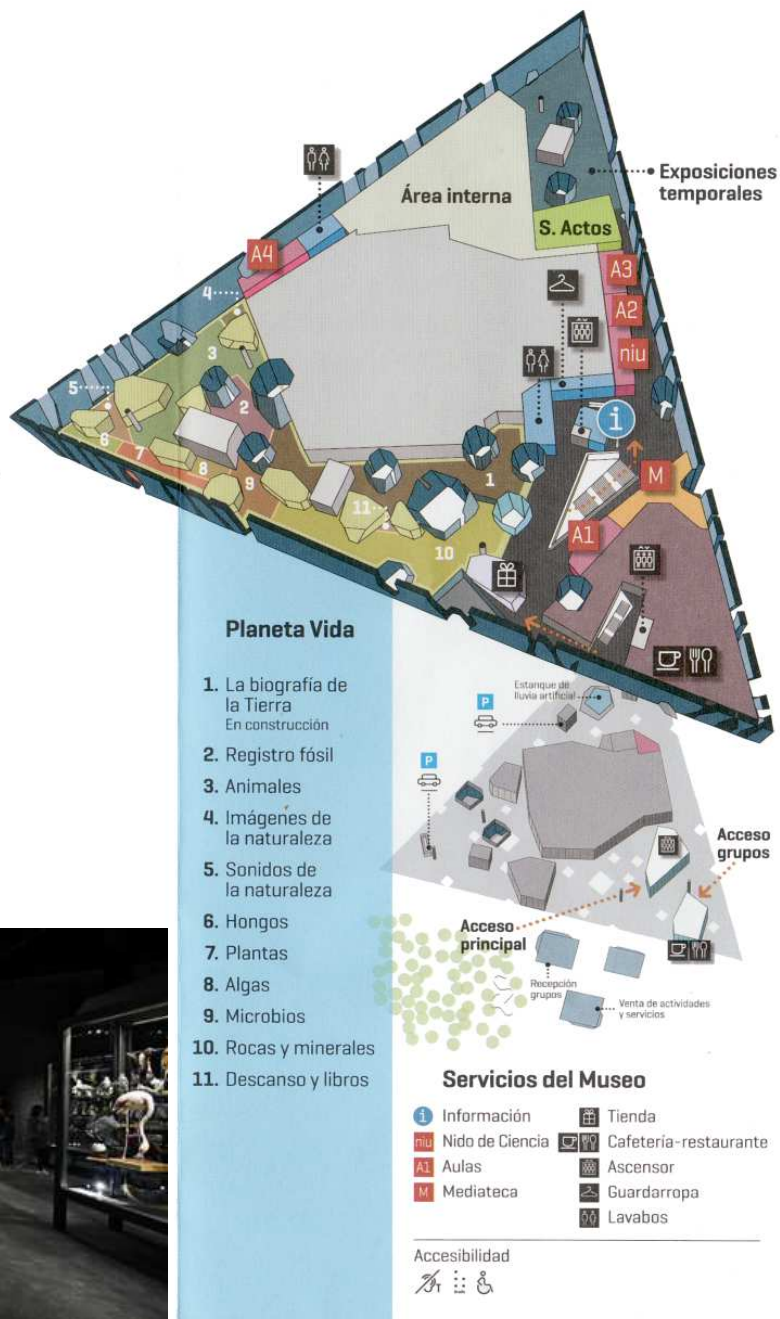 Exposiciones
temporales
Área interna
S. Actos
A4
A3
A2
niu
4
3
5
2
6
7
8
9
1
11
10
i
M
A1
Planeta Vida
1. La biografía de
la Tierra
En construcción
2. Registro fósil
3. Animales
4. Imágenes de
la naturaleza
5. Sonidos de
la naturaleza
6. Hongos
7. Plantas
8. Algas
9. Microbios
10. Rocas y minerales
11. Descanso y libros
Estanque de
lluvia artificial
P
P
Acceso
grupos
Acceso
principal
Recepción
grupos
Venta de actividades
y servicios
Servicios del Museo
i Información
niu Nido de Ciencia
A1 Aulas
M Mediateca
Tienda
Cafetería-restaurante
Ascensor
Guardarropa
Lavabos
Accesibilidad
T